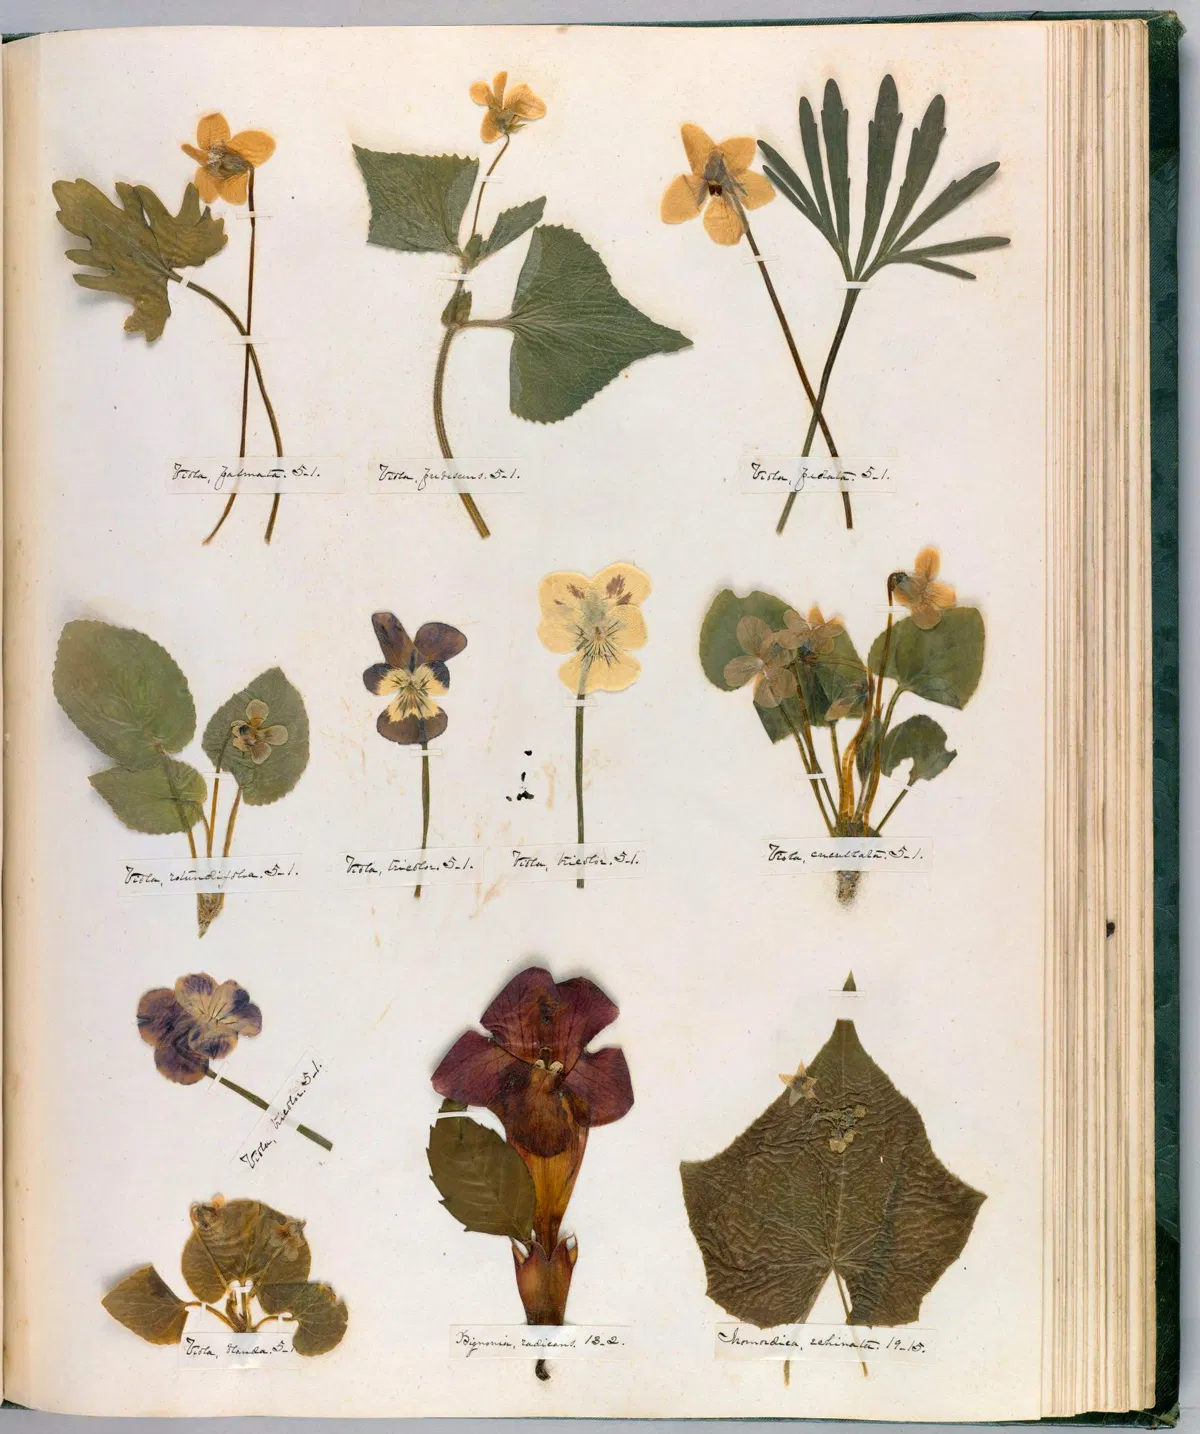 Viola, palmata. 5-1.
Viola, pubescens. 5-1.
Viola, pedata. 5-1.
Viola, rotundifolia. 5-1.
Viola, tricolor. 5-1.
Viola, tricolor. 5-1.
Viola, cucullata. 5-1.
Viola, tricolor. 5-1.
Viola, blanda. 5-1
Bignonia, radicans. 13-2.
Momordica, echinata. 19-15.